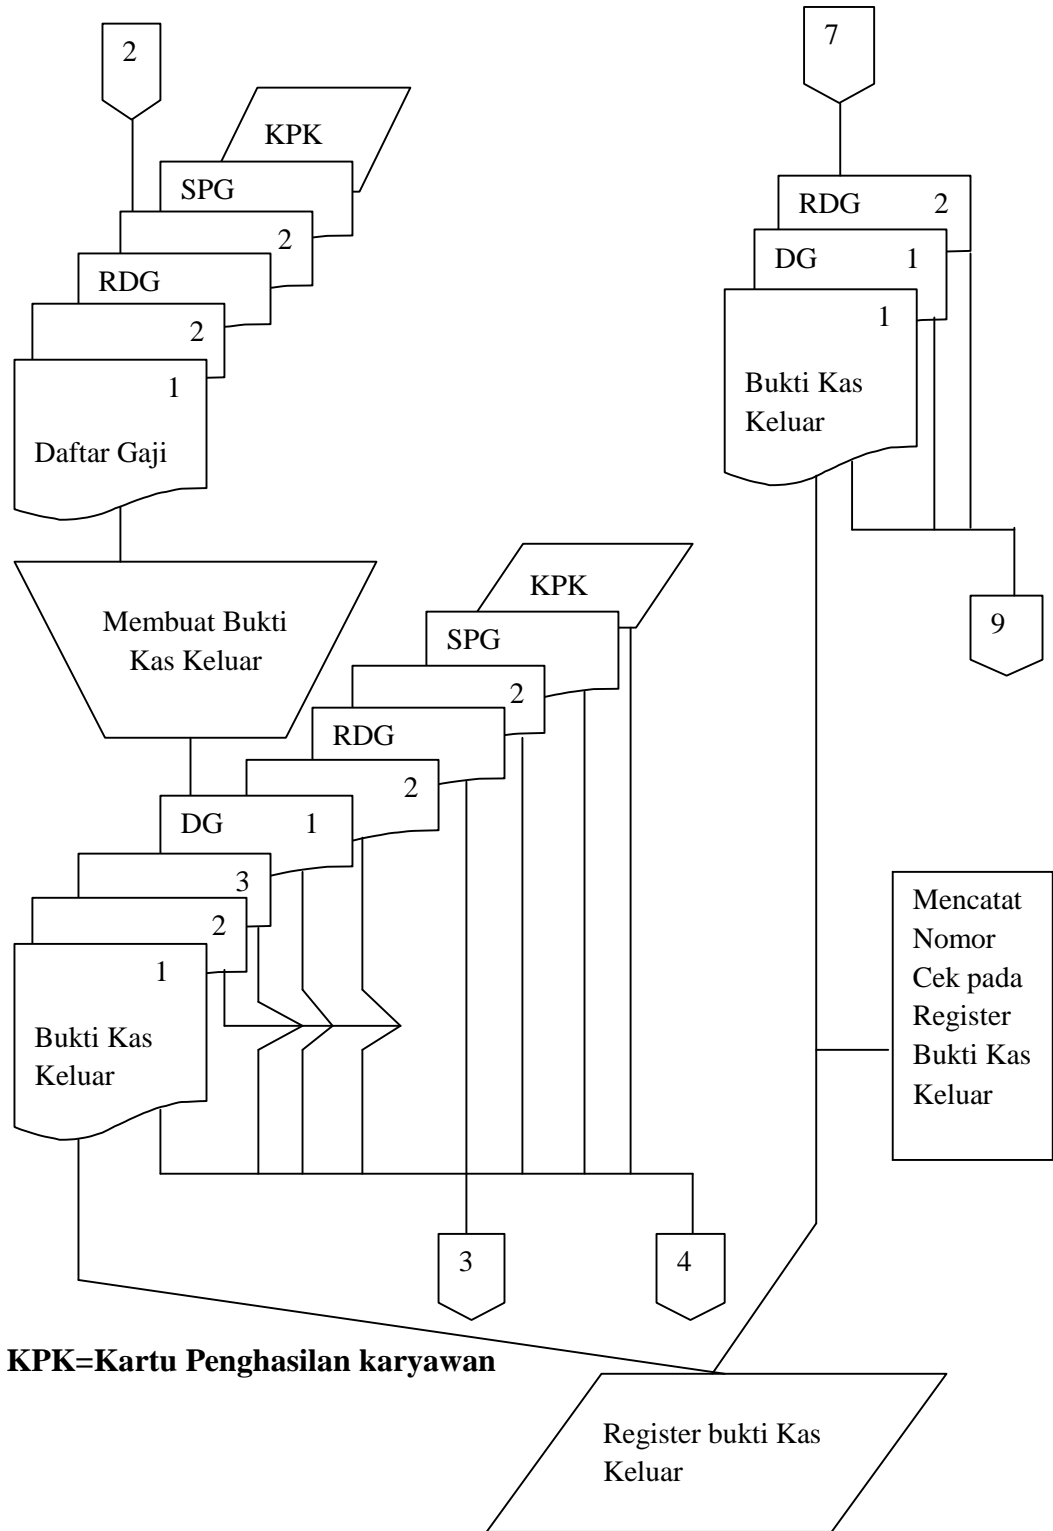 2
KPK
SPG
2
RDG
2
1
Daftar Gaji
Membuat Bukti
Kas Keluar
KPK
SPG
2
RDG
2
DG 1
3
2
1
Bukti Kas
Keluar
3
4
KPK=Kartu Penghasilan karyawan
7
RDG 2
DG 1
1
Bukti Kas
Keluar
9
Mencatat
Nomor
Cek pada
Register
Bukti Kas
Keluar
Register bukti Kas
Keluar